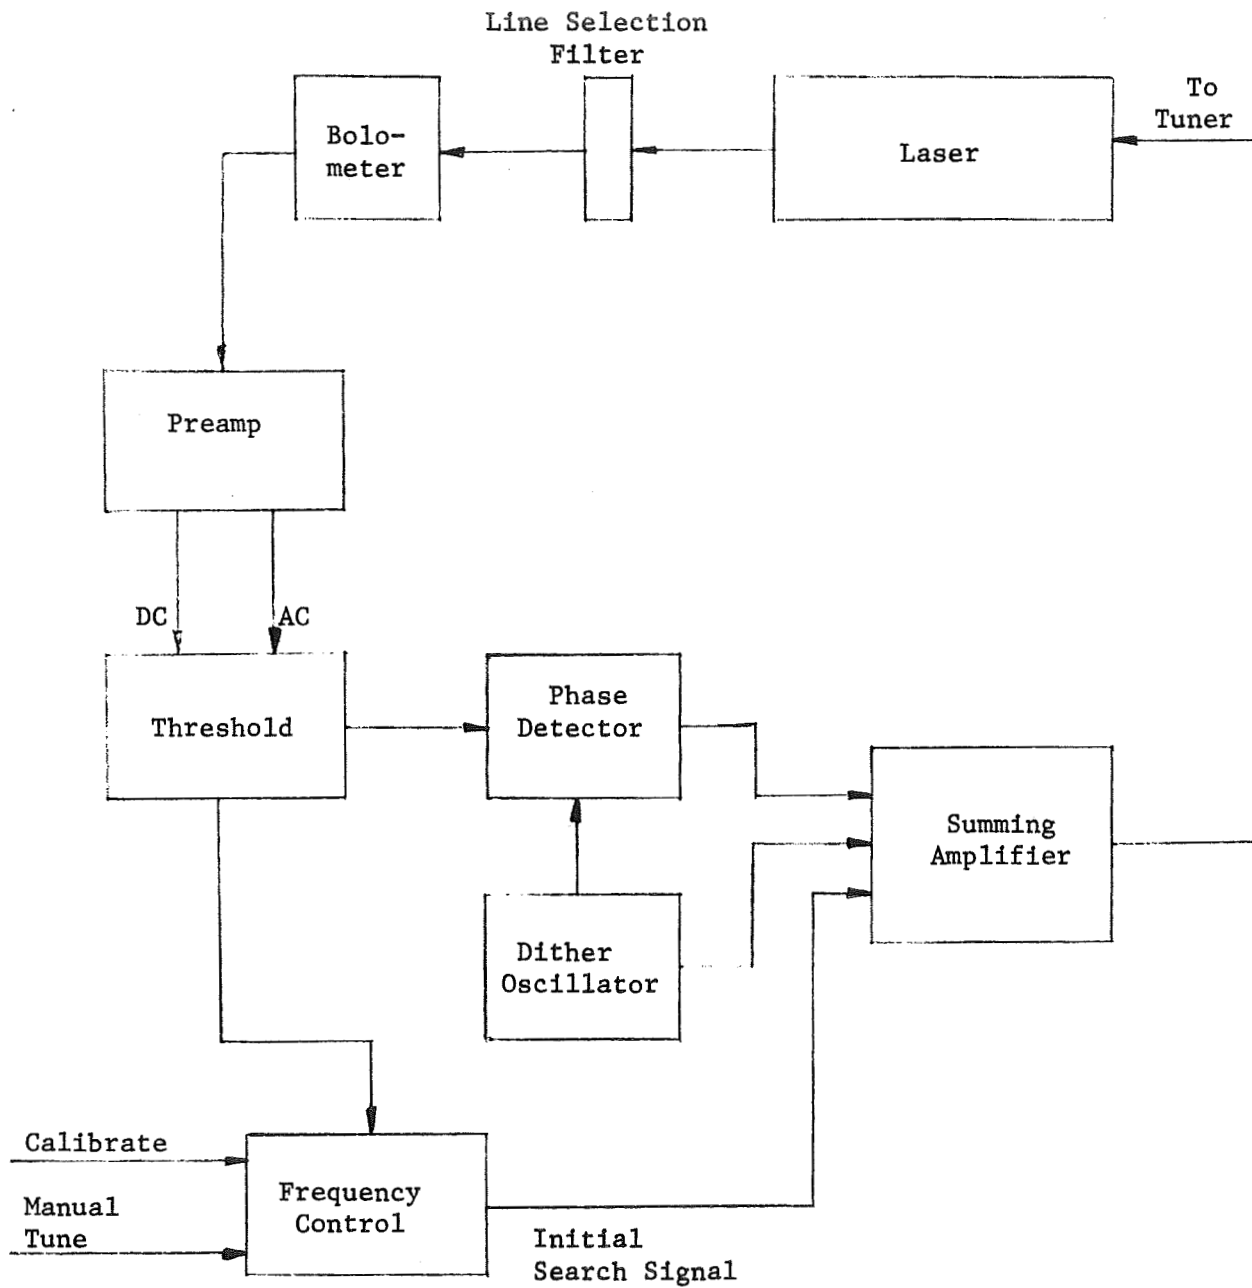 Line Selection
Filter
To
Tuner
Bolo-
meter
Laser
Preamp
DC
AC
Threshold
Phase
Detector
Summing
Amplifier
Dither
Oscillator
Calibrate
Manual
Tune
Frequency
Control
Initial
Search Signal